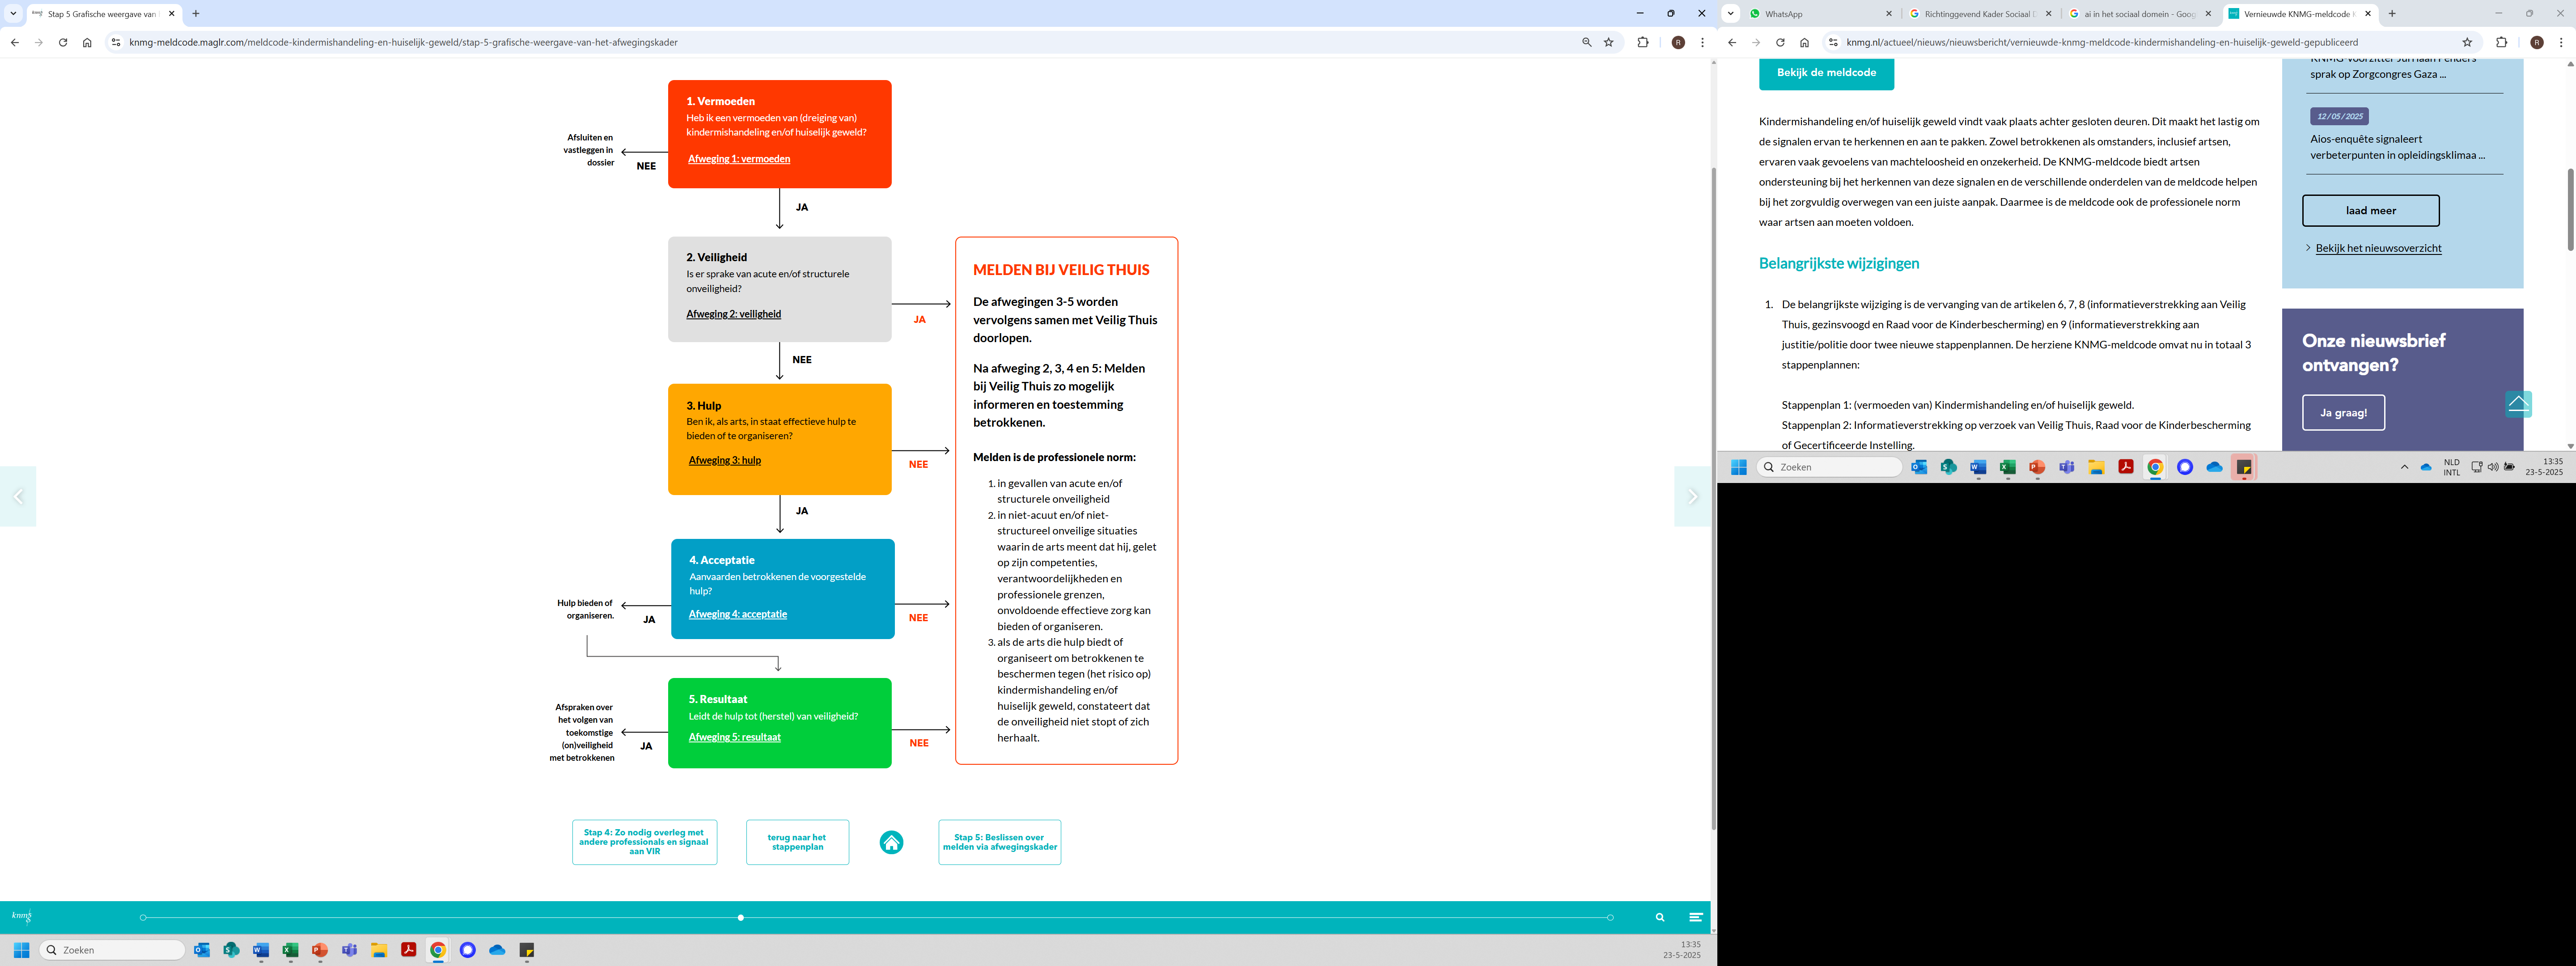 Stap 5 Grafische weergave van
knmg-meldcode.maglr.com/meldcode-kindermishandeling-en-huiselijk-geweld/stap-5-grafische-weergave-van-het-afwegingskader
R
1. Vermoeden
Heb ik een vermoeden van (dreiging van)
kindermishandeling en/of huiselijk geweld?
Afweging 1: vermoeden
Afsluiten en
vastleggen in
dossier
NEE
JA
2. Veiligheid
Is er sprake van acute en/of structurele
onveiligheid?
Afweging 2: veiligheid
JA
NEE
3. Hulp
Ben ik, als arts, in staat effectieve hulp te
bieden of te organiseren?
Afweging 3: hulp
NEE
JA
4. Acceptatie
Aanvaarden betrokkenen de voorgestelde
hulp?
Afweging 4: acceptatie
Hulp bieden of
organiseren.
JA
NEE
5. Resultaat
Leidt de hulp tot (herstel) van veiligheid?
Afweging 5: resultaat
Afspraken over
het volgen van
toekomstige
(on)veiligheid
met betrokkenen
JA
NEE
MELDEN BIJ VEILIG THUIS
De afwegingen 3-5 worden
vervolgens samen met Veilig Thuis
doorlopen.
Na afweging 2, 3, 4 en 5: Melden
bij Veilig Thuis zo mogelijk
informeren en toestemming
betrokkenen.
Melden is de professionele norm:
1. in gevallen van acute en/of
structurele onveiligheid
2. in niet-acuut en/of niet-
structureel onveilige situaties
waarin de arts meent dat hij, gelet
op zijn competenties,
verantwoordelijkheden en
professionele grenzen,
onvoldoende effectieve zorg kan
bieden of organiseren.
3. als de arts die hulp biedt of
organiseert om betrokkenen te
beschermen tegen (het risico op)
kindermishandeling en/of
huiselijk geweld, constateert dat
de onveiligheid niet stopt of zich
herhaalt.
Stap 4: Zo nodig overleg met
andere professionals en signaal
aan VIR
terug naar het
stappenplan
Stap 5: Beslissen over
melden via afwegingskader
knmg
Zoeken
13:35
23-5-2025
WhatsApp
Richtinggevend Kader Sociaal
ai in het sociaal domein - Goog
Vernieuwde KNMG-meldcode
knmg.nl/actueel/nieuws/nieuwsbericht/vernieuwde-knmg-meldcode-kindermishandeling-en-huiselijk-geweld-gepubliceerd
R
Bekijk de meldcode
Kindermishandeling en/of huiselijk geweld vindt vaak plaats achter gesloten deuren. Dit maakt het lastig om
de signalen ervan te herkennen en aan te pakken. Zowel betrokkenen als omstanders, inclusief artsen,
ervaren vaak gevoelens van machteloosheid en onzekerheid. De KNMG-meldcode biedt artsen
ondersteuning bij het herkennen van deze signalen en de verschillende onderdelen van de meldcode helpen
bij het zorgvuldig overwegen van een juiste aanpak. Daarmee is de meldcode ook de professionele norm
waar artsen aan moeten voldoen.
Belangrijkste wijzigingen
1. De belangrijkste wijziging is de vervanging van de artikelen 6, 7, 8 (informatieverstrekking aan Veilig
Thuis, gezinsvoogd en Raad voor de Kinderbescherming) en 9 (informatieverstrekking aan
justitie/politie door twee nieuwe stappenplannen. De herziene KNMG-meldcode omvat nu in totaal 3
stappenplannen:
Stappenplan 1: (vermoeden van) Kindermishandeling en/of huiselijk geweld.
Stappenplan 2: Informatieverstrekking op verzoek van Veilig Thuis, Raad voor de Kinderbescherming
of Gecertificeerde Instelling.
KNMG-voorzitter
sprak op Zorgcongres Gaza ...
12/05/2025
Aios-enquête signaleert
verbeterpunten in opleidingsklimaa ...
laad meer
Bekijk het nieuwsoverzicht
Onze nieuwsbrief
ontvangen?
Ja graag!
Zoeken
NLD
INTL
13:35
23-5-2025